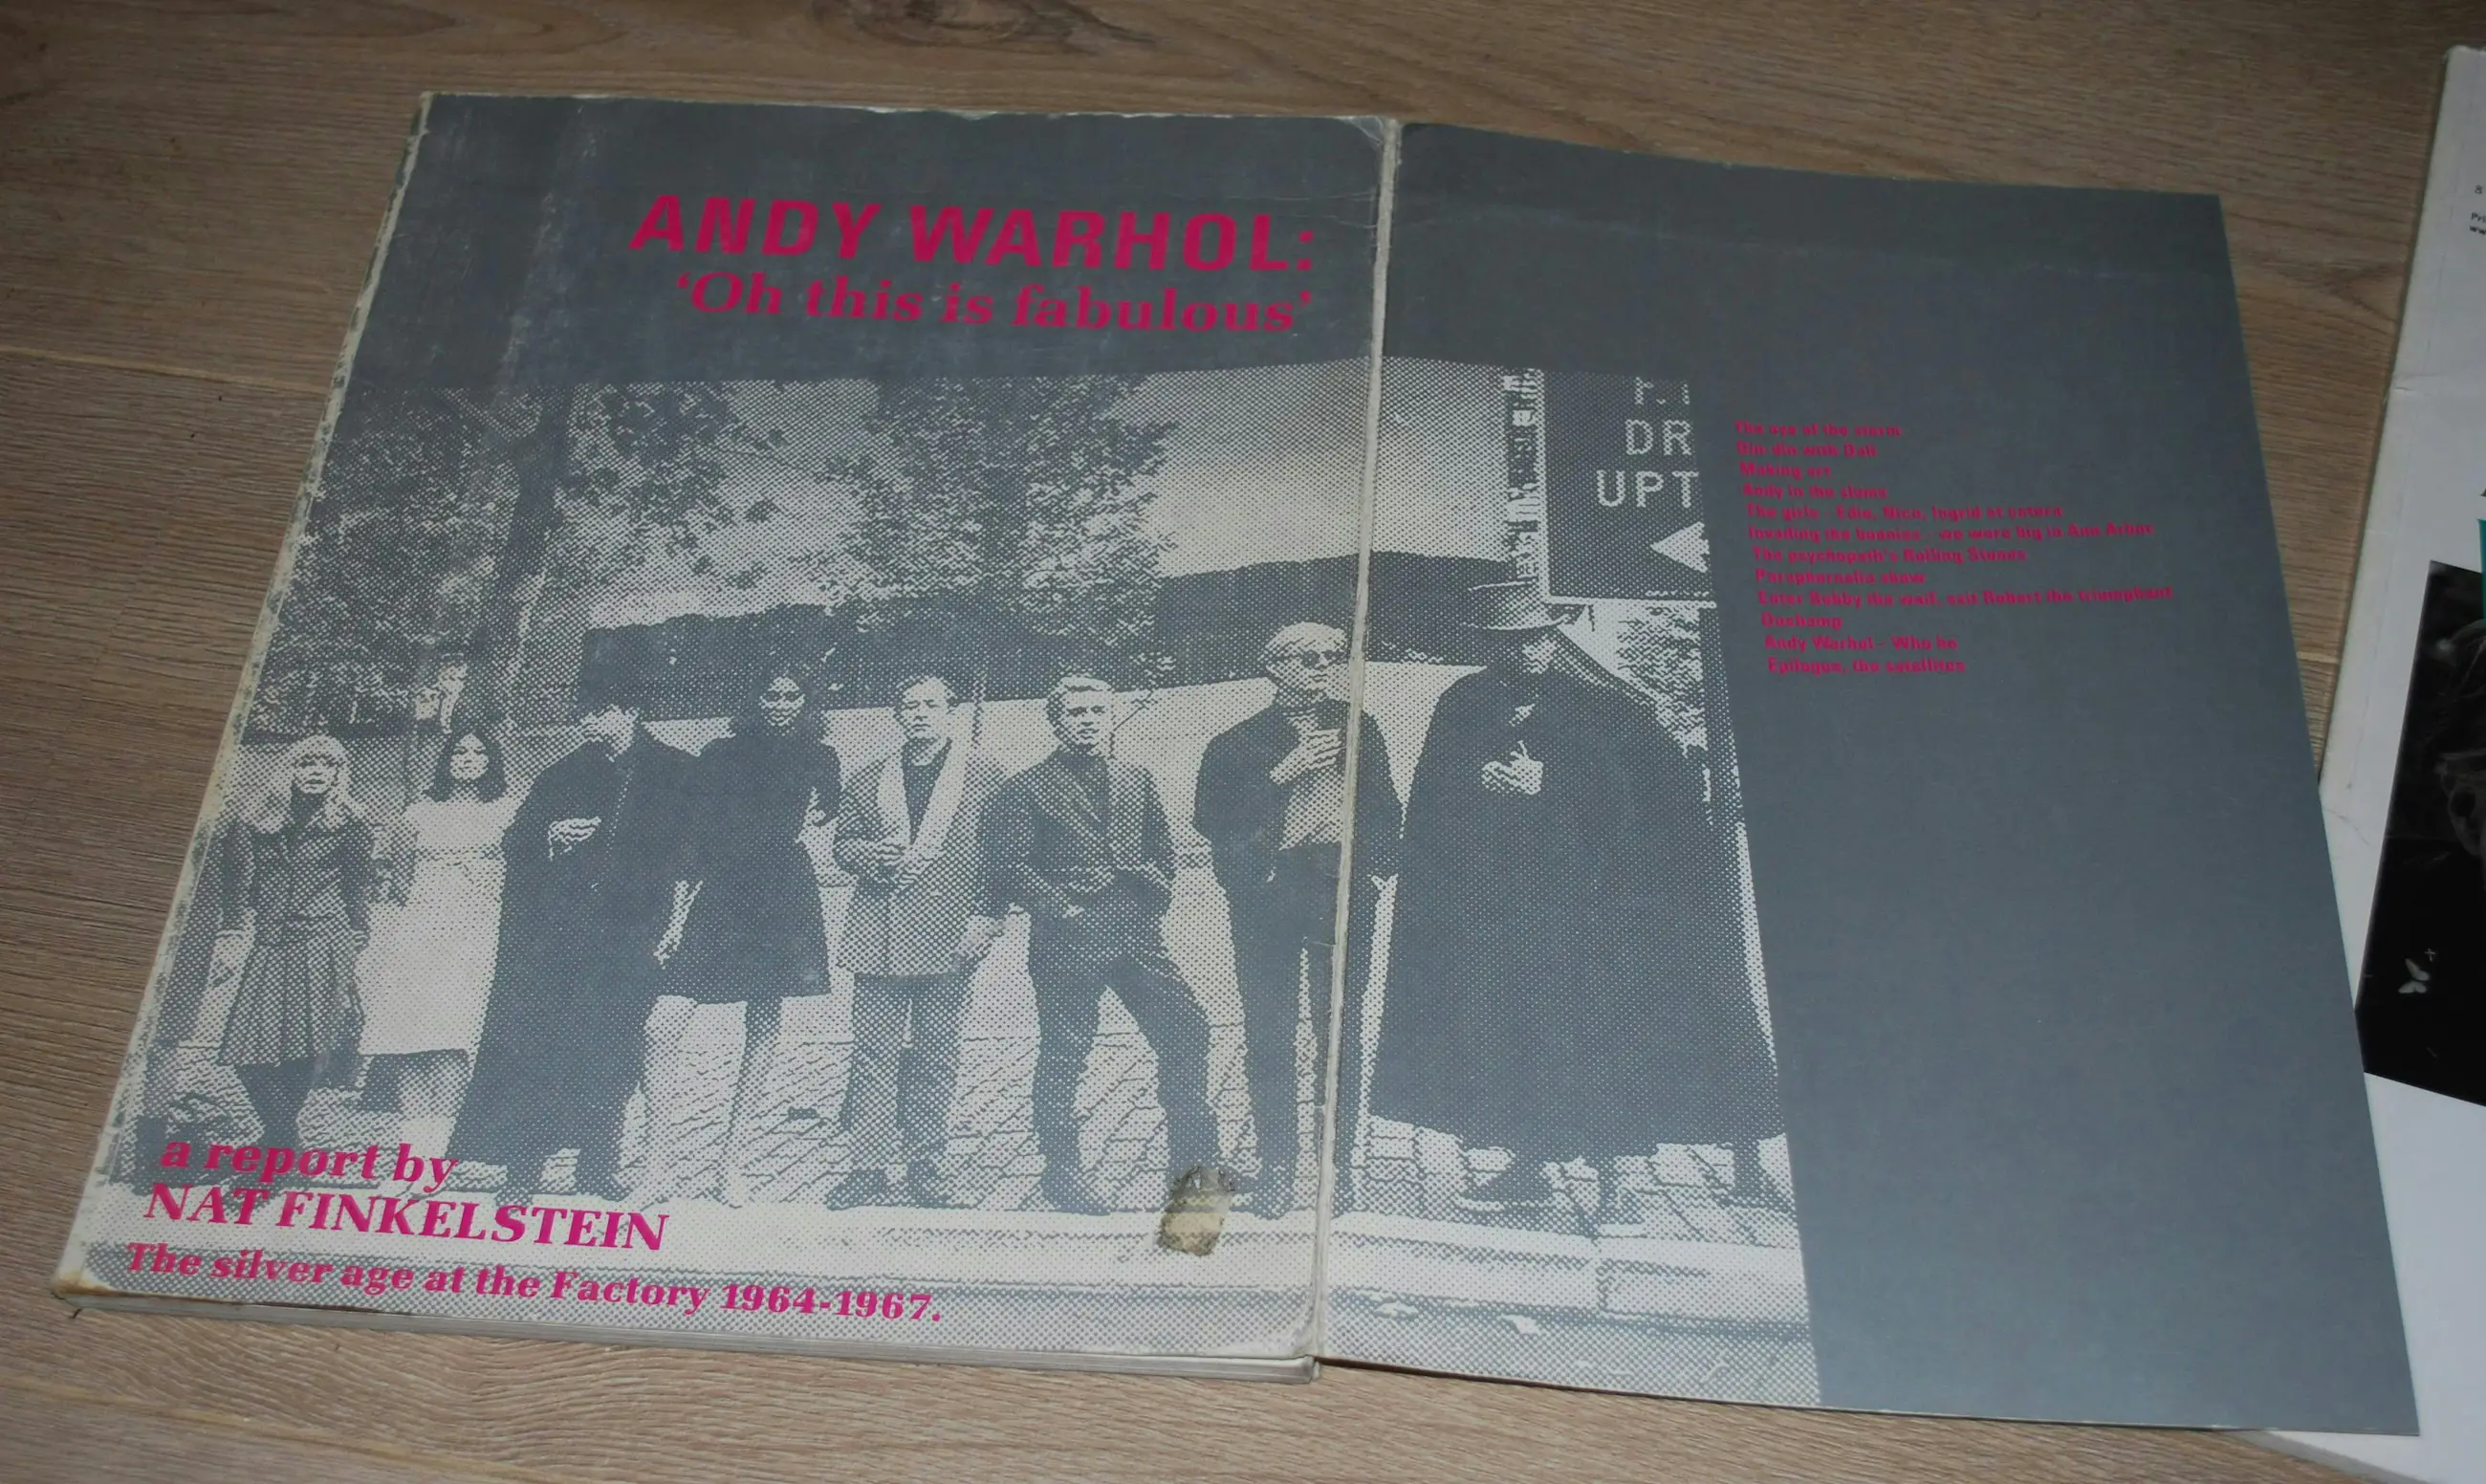 ANDY WARHOL:
'Oh this is fabulous'
a report by
NAT FINKELSTEIN
The silver age at the Factory 1964-1967.
DR
UPT
The eye of the storm
Din din with Dali
Making art
Andy in the slums
The girls - Edie, Nico, Ingrid et cetera
Invading the boonies - we were big in Ann Arbor
The psychopath's Rolling Stones
Paraphernalia show
Enter Bobby the waif, exit Robert the triumphant
Duchamp
Andy Warhol - Who he
Epilogue, the satellites
8